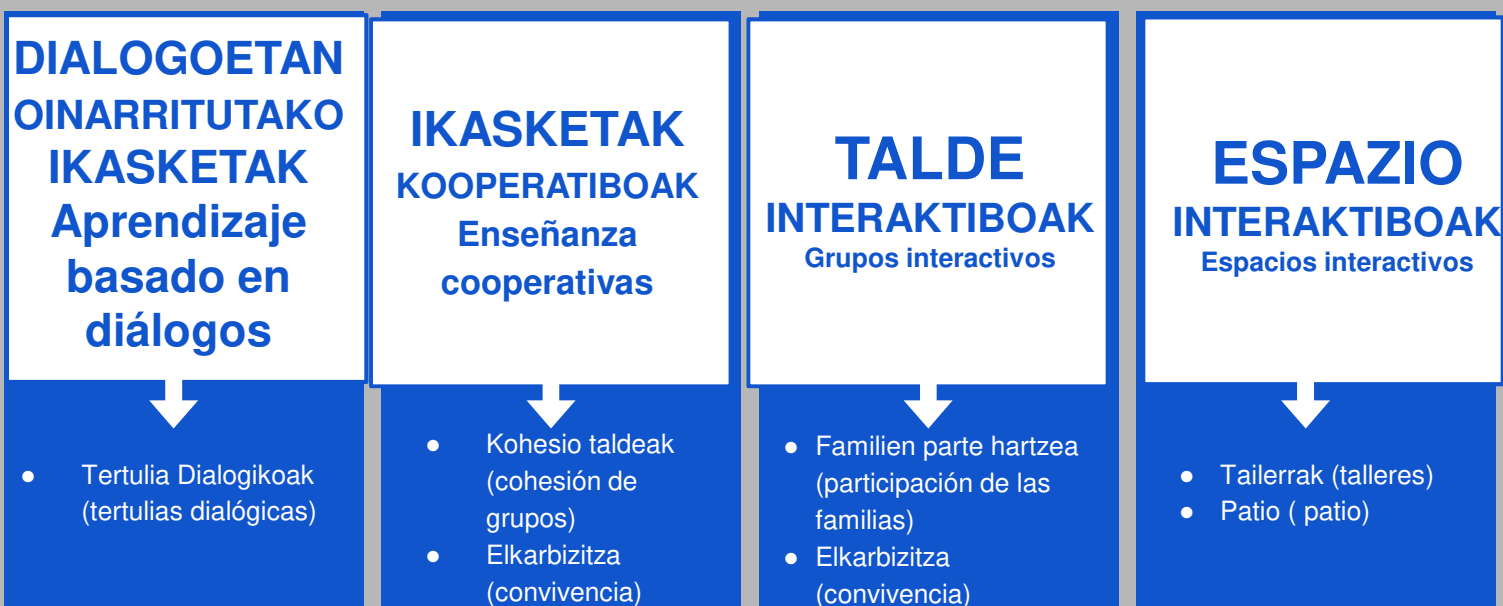 DIALOGOETAN
OINARRITUTAKO
IKASKETAK
Aprendizaje
basado en
diálogos
● Tertulia Dialogikoak
(tertulias dialógicas)
IKASKETAK
KOOPERATIBOAK
Enseñanza
cooperativas
● Kohesio taldeak
(cohesión de
grupos)
● Elkarbizitza
(convivencia)
TALDE
INTERAKTIBOAK
Grupos interactivos
● Familien parte hartzea
(participación de las
familias)
● Elkarbizitza
(convivencia)
ESPAZIO
INTERAKTIBOAK
Espacios interactivos
● Tailerrak (talleres)
● Patio ( patio)